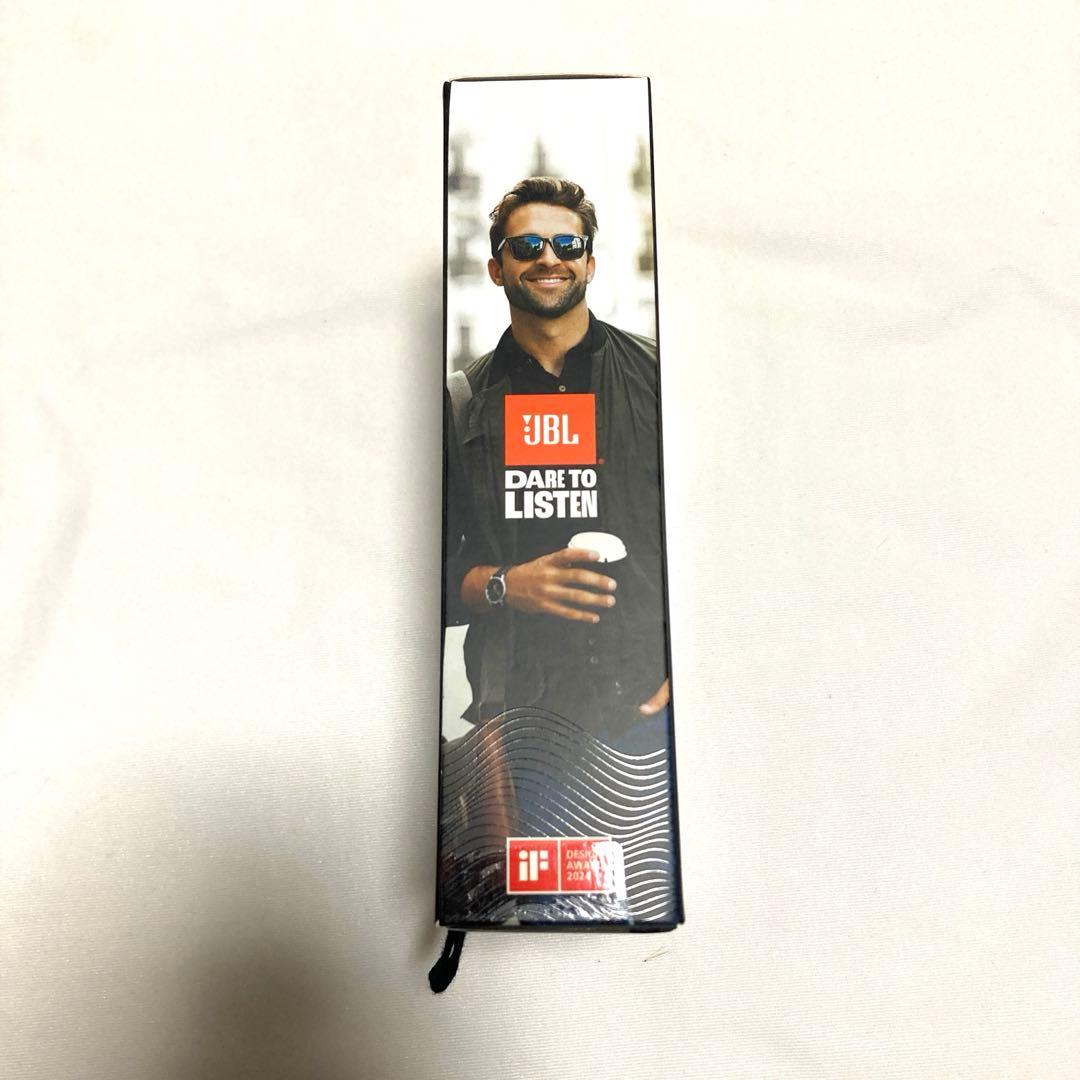 JBL
DARE TO
LISTEN
iF
DESIGN
AWARD
2024